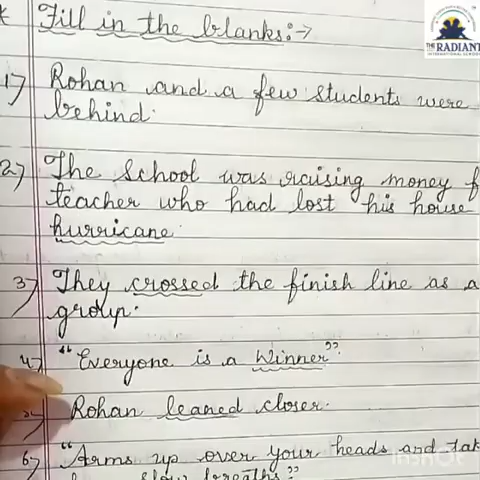 THE RADIANT
INTERNATIONAL SCHOOL
* Fill in the blanks:→
1) Rohan and a few students were
behind.
2) The School was raising money f
teacher who had lost his house
hurricane.
3) They crossed the finish line as a
group.
4) "Everyone is a Winner".
Rohan leaned closer.
6) "Arms up over your heads and tak
slow breaths"
InShot